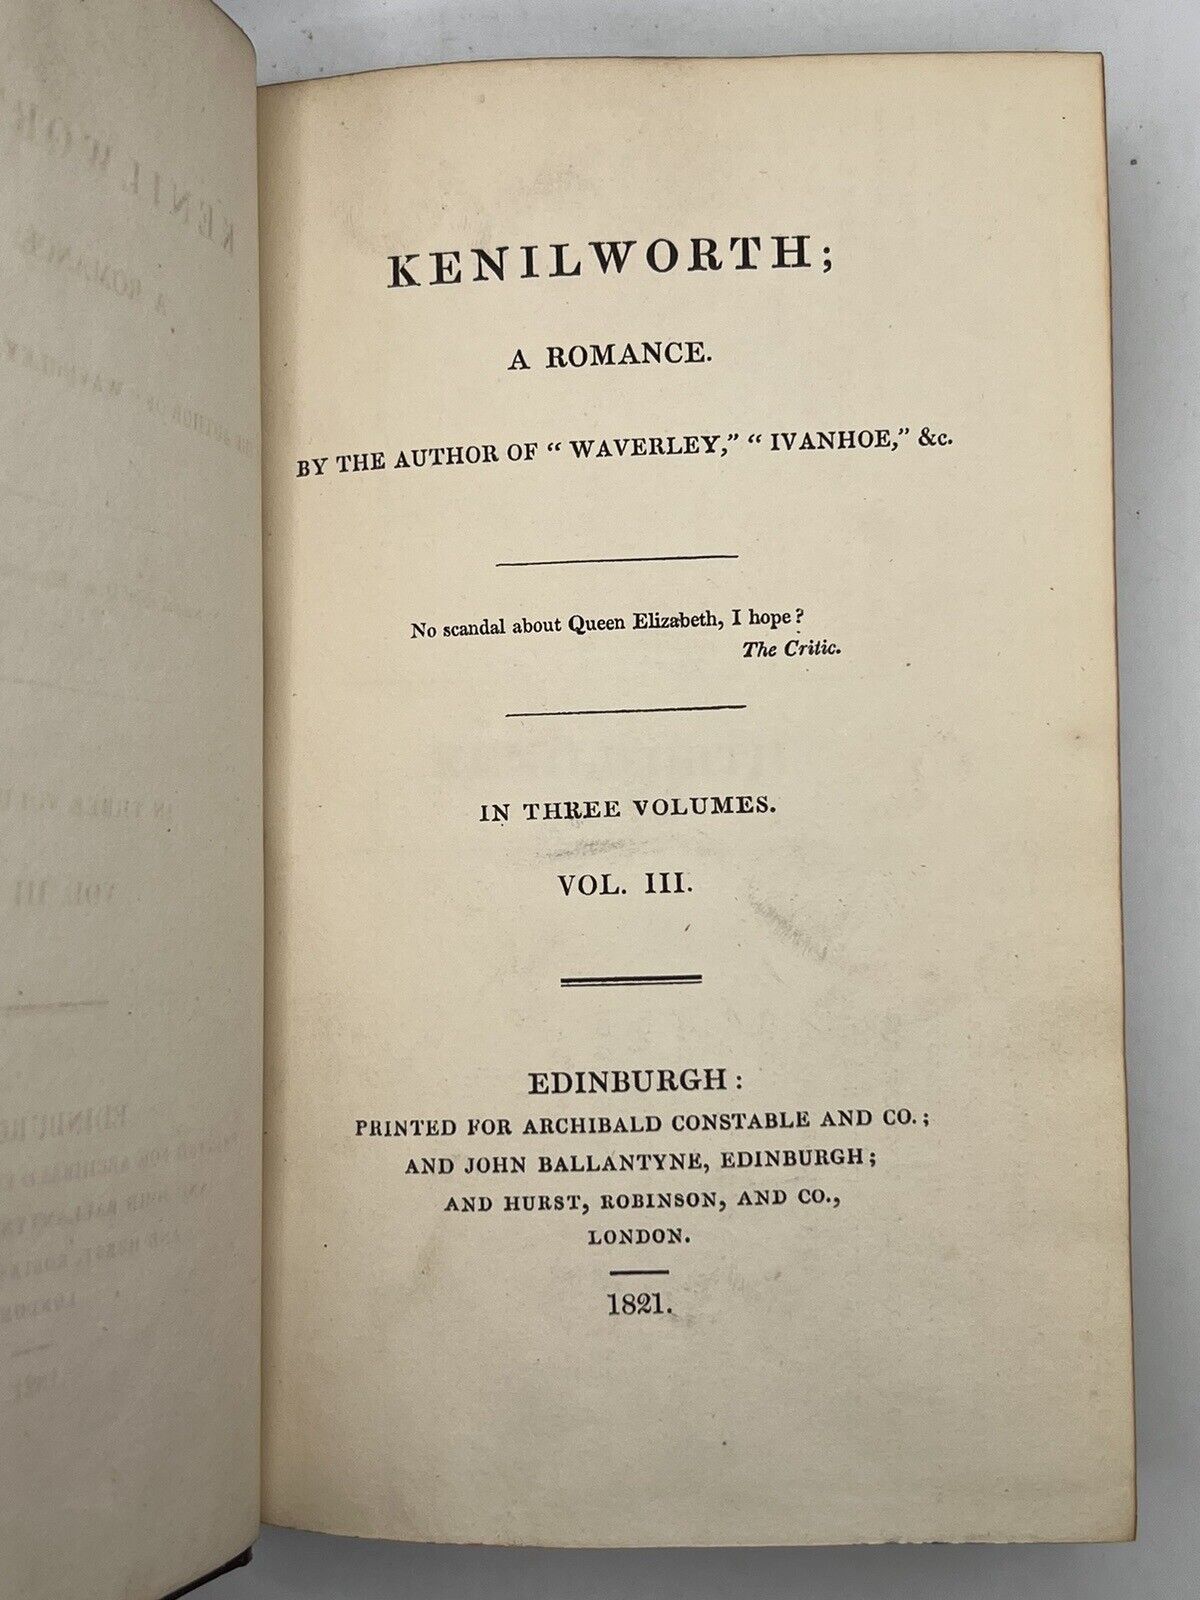 KENILWORTH;
A ROMANCE.
BY THE AUTHOR OF “ WAVERLEY,” “ IVANHOE,” &c.
No scandal about Queen Elizabeth, I hope?
The Critic.
IN THREE VOLUMES.
VOL. III.
EDINBURGH:
PRINTED FOR ARCHIBALD CONSTABLE AND CO.;
AND JOHN BALLANTYNE, EDINBURGH;
AND HURST, ROBINSON, AND CO.,
LONDON.
1821.